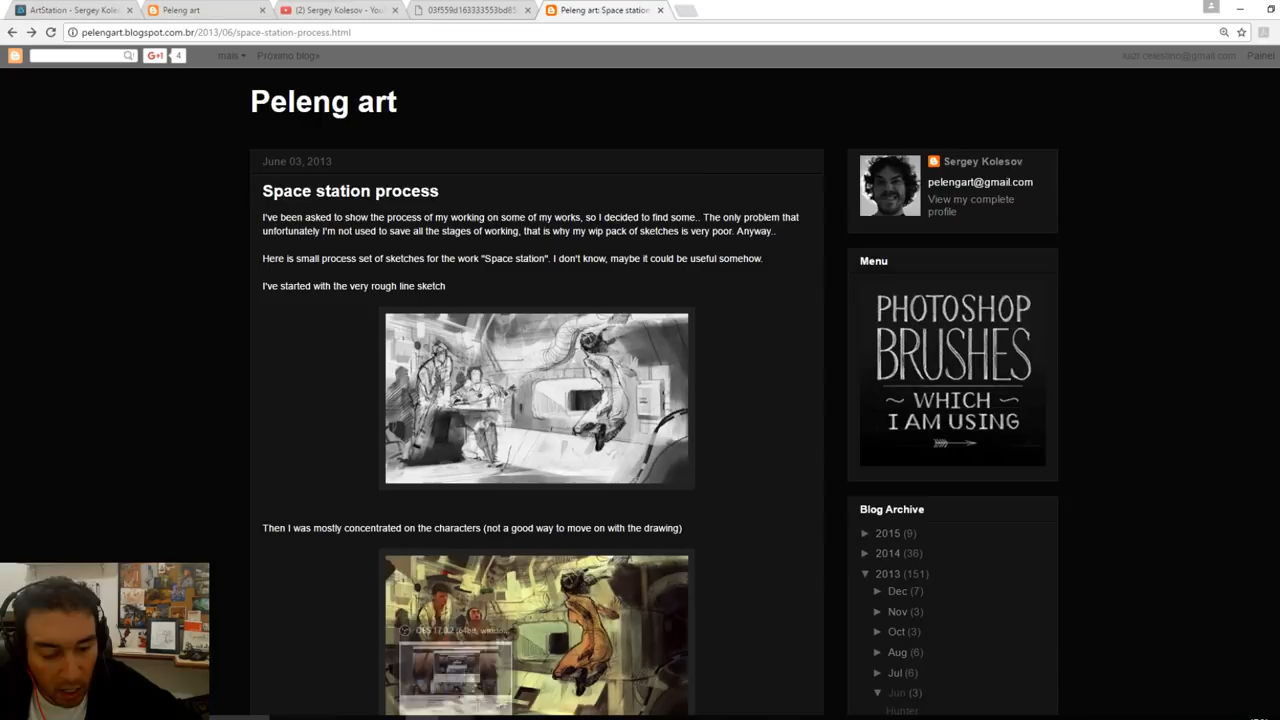 ArtStation - Sergey Koles
Peleng art
(2) Sergey Kolesov - You
03f559d163333553bd85
Peleng art: Space station
pelengart.blogspot.com.br/2013/06/space-station-process.html
G+1 4 mais Próximo blog» Painel
Peleng art
June 03, 2013
Space station process
I've been asked to show the process of my working on some of my works, so I decided to find some.. The only problem that
unfortunately I'm not used to save all the stages of working, that is why my wip pack of sketches is very poor. Anyway..
Here is small process set of sketches for the work "Space station". I don't know, maybe it could be useful somehow.
I've started with the very rough line sketch
Then I was mostly concentrated on the characters (not a good way to move on with the drawing)
Sergey Kolesov
pelengart@gmail.com
View my complete
profile
Menu
PHOTOSHOP
BRUSHES
~ WHICH ~
I AM USING
Blog Archive
► 2015 (9)
► 2014 (36)
▼ 2013 (151)
► Dec (7)
► Nov (3)
► Oct (3)
► Aug (6)
► Jul (6)
▼ Jun (3)
Hunter